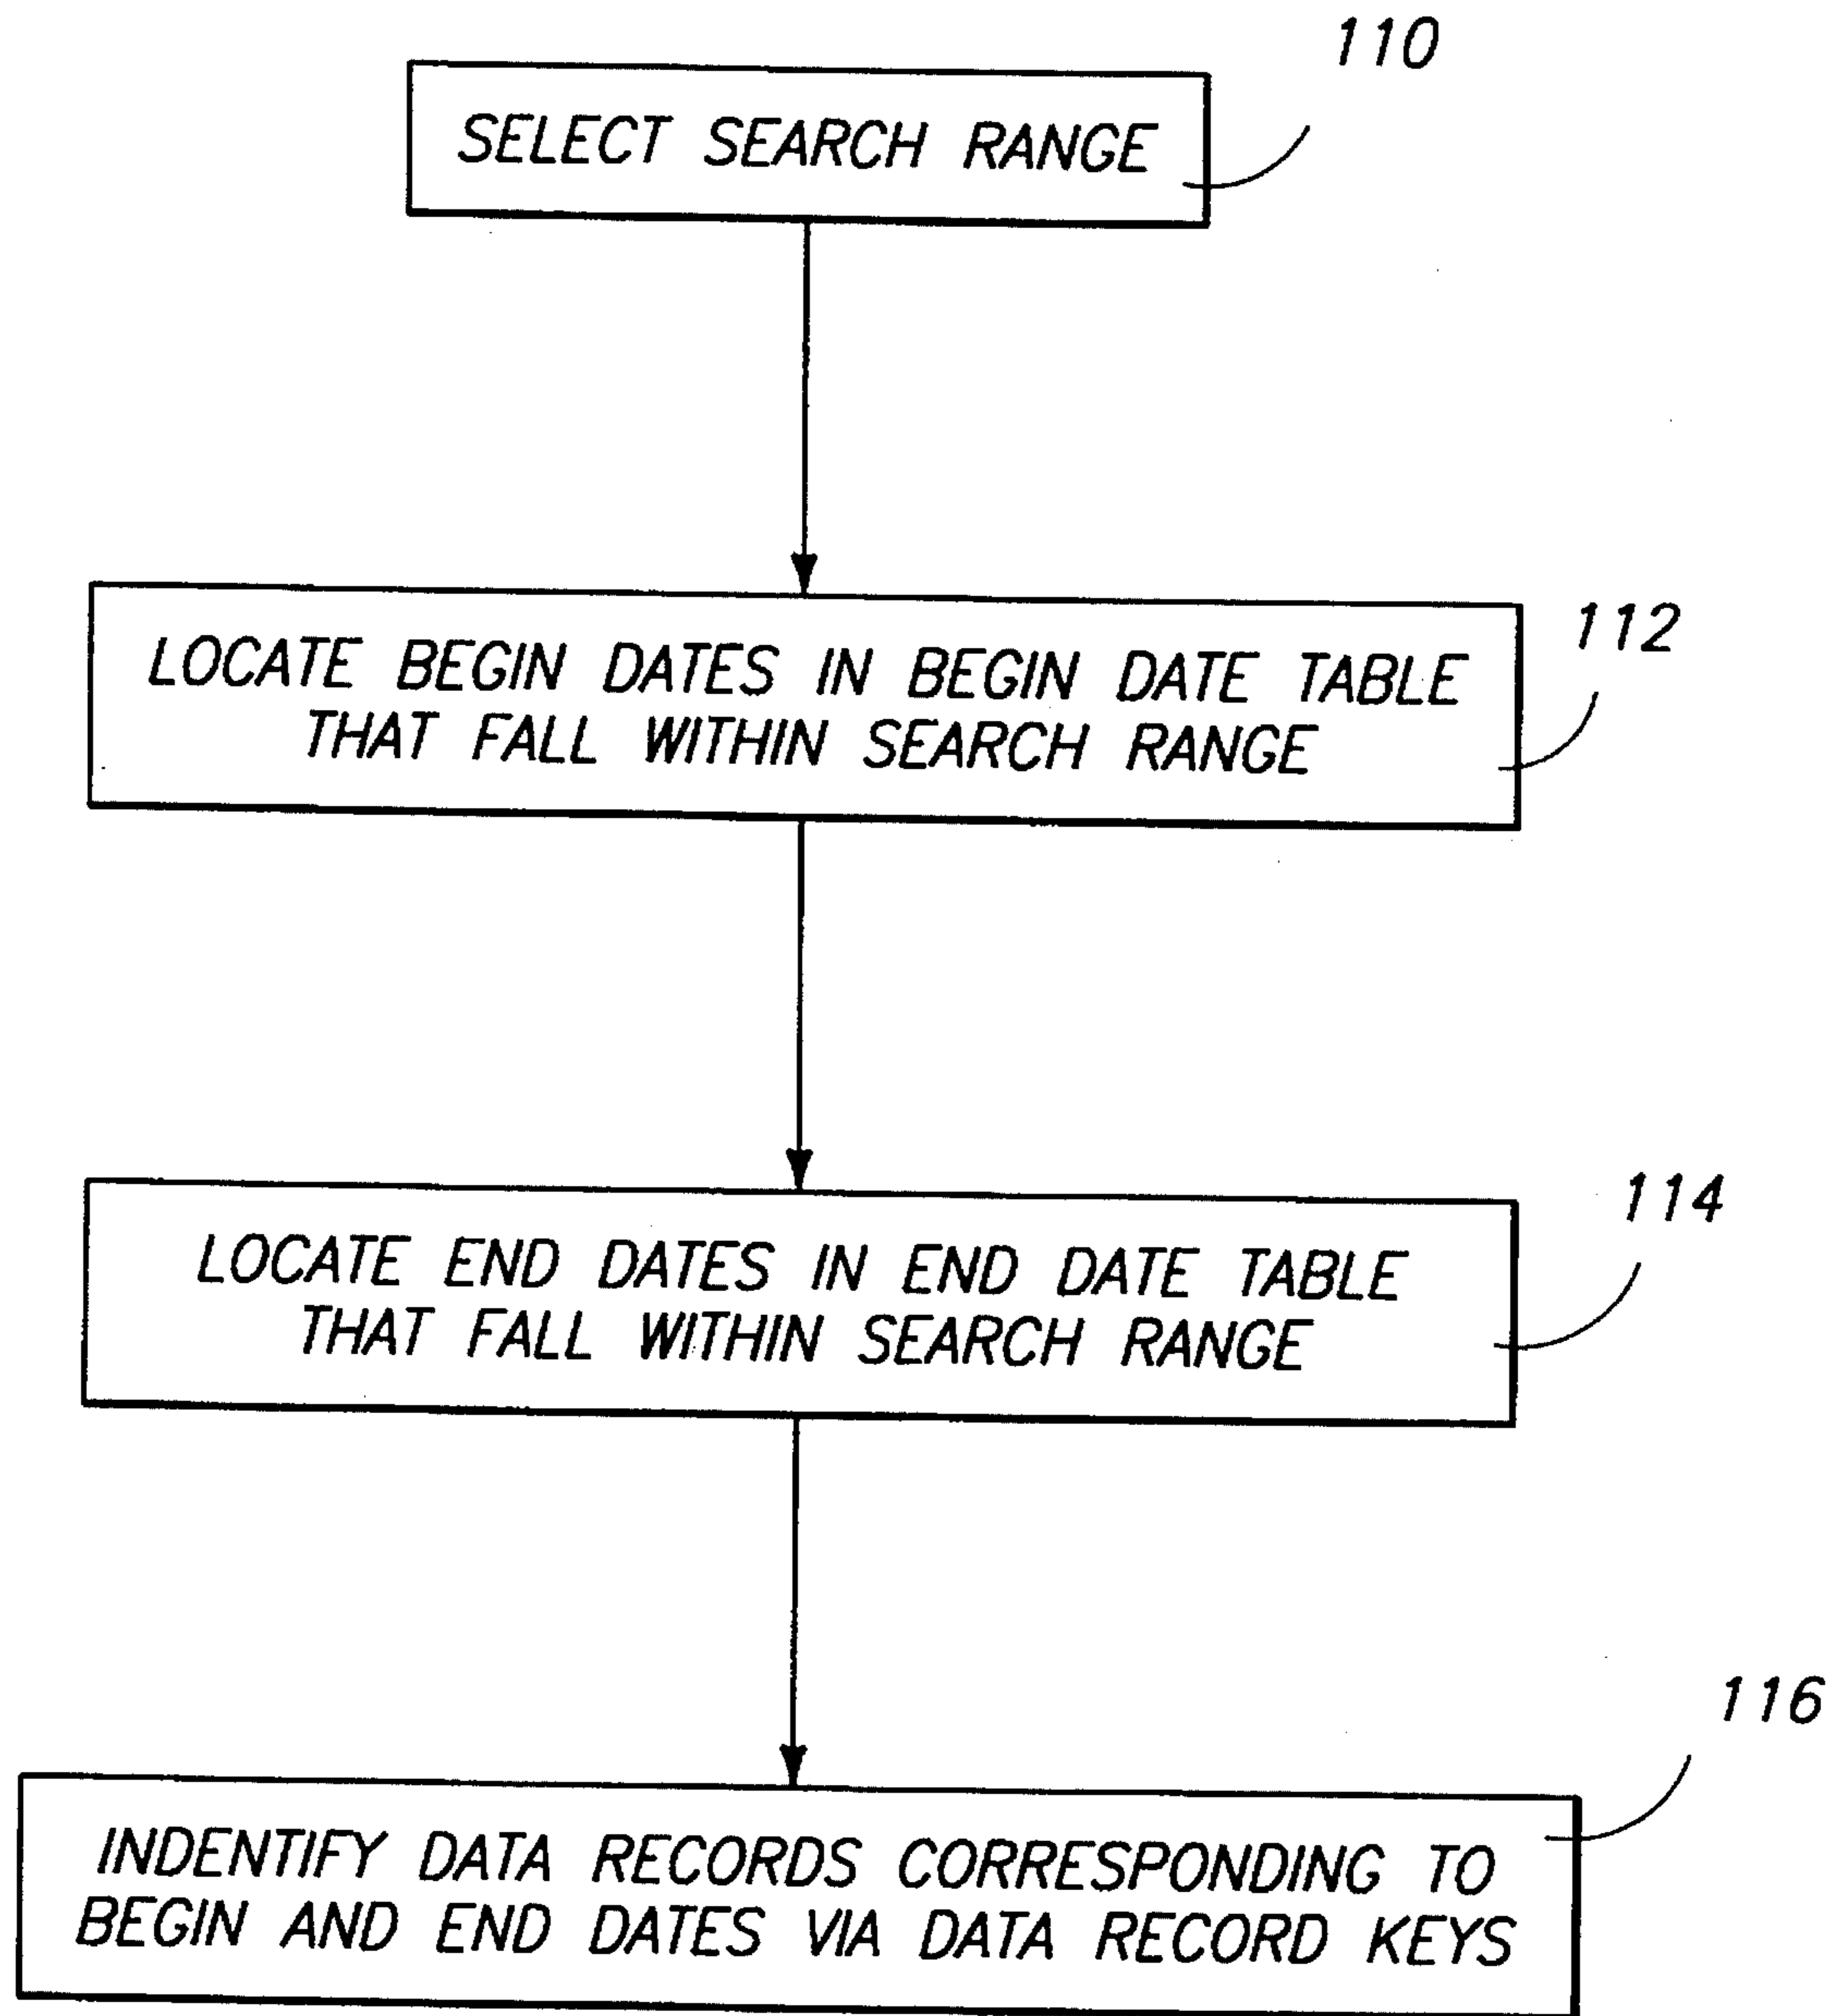 110
SELECT SEARCH RANGE
112
LOCATE BEGIN DATES IN BEGIN DATE TABLE
THAT FALL WITHIN SEARCH RANGE
114
LOCATE END DATES IN END DATE TABLE
THAT FALL WITHIN SEARCH RANGE
116
INDENTIFY DATA RECORDS CORRESPONDING TO
BEGIN AND END DATES VIA DATA RECORD KEYS